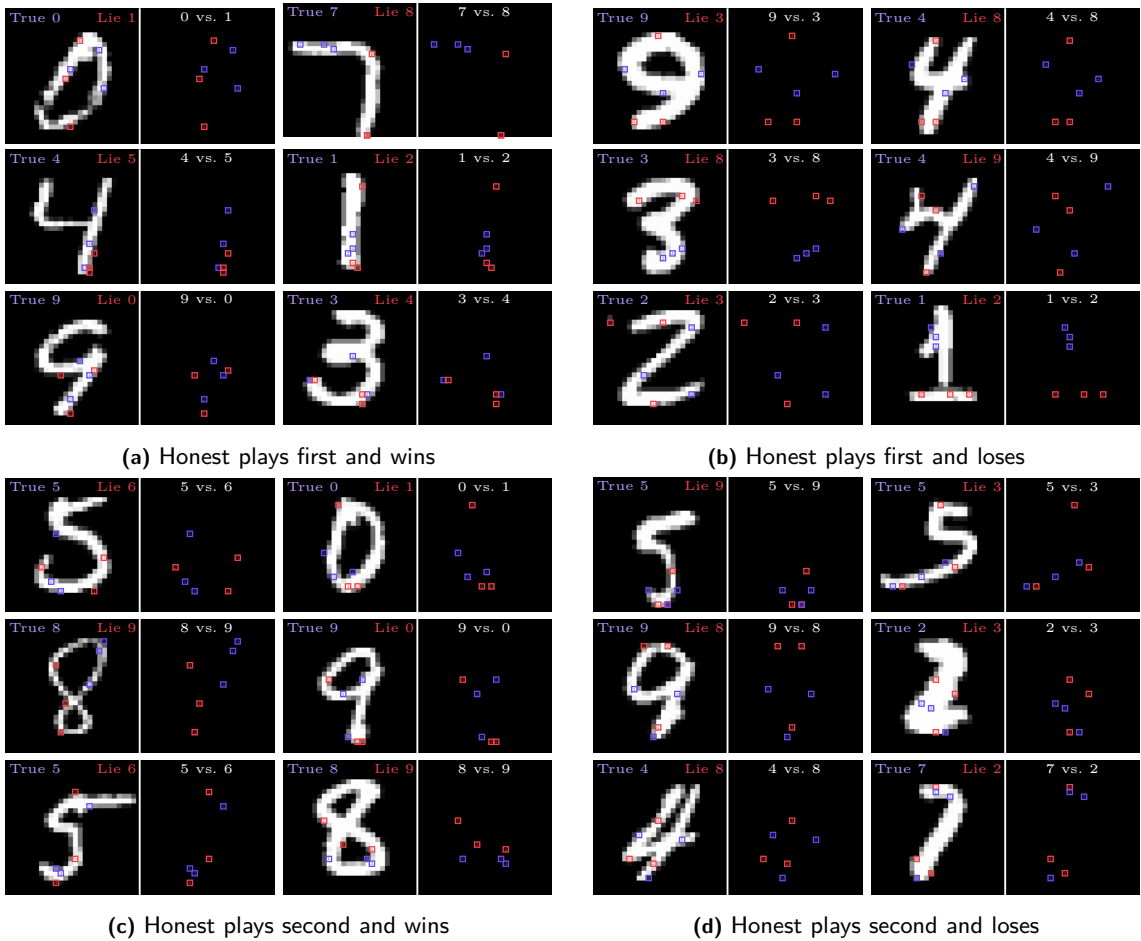 True 0 Lie 1 0 vs. 1 True 7 Lie 8 7 vs. 8
True 4 Lie 5 4 vs. 5 True 1 Lie 2 1 vs. 2
True 9 Lie 0 9 vs. 0 True 3 Lie 4 3 vs. 4
(a) Honest plays first and wins
True 9 Lie 3 9 vs. 3 True 4 Lie 8 4 vs. 8
True 3 Lie 8 3 vs. 8 True 4 Lie 9 4 vs. 9
True 2 Lie 3 2 vs. 3 True 1 Lie 2 1 vs. 2
(b) Honest plays first and loses
True 5 Lie 6 5 vs. 6 True 0 Lie 1 0 vs. 1
True 8 Lie 9 8 vs. 9 True 9 Lie 0 9 vs. 0
True 5 Lie 6 5 vs. 6 True 8 Lie 9 8 vs. 9
(c) Honest plays second and wins
True 5 Lie 9 5 vs. 9 True 5 Lie 3 5 vs. 3
True 9 Lie 8 9 vs. 8 True 2 Lie 3 2 vs. 3
True 4 Lie 8 4 vs. 8 True 7 Lie 2 7 vs. 2
(d) Honest plays second and loses